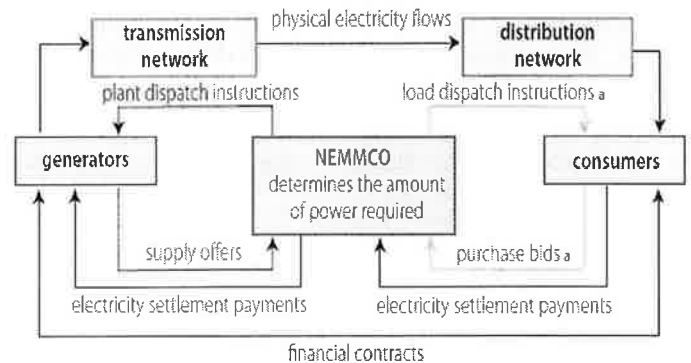 physical electricity flows
transmission
network
distribution
network
plant dispatch instructions
load dispatch instructions a
generators
NEMMCO
determines the amount
of power required
consumers
supply offers
purchase bids a
electricity settlement payments
electricity settlement payments
financial contracts